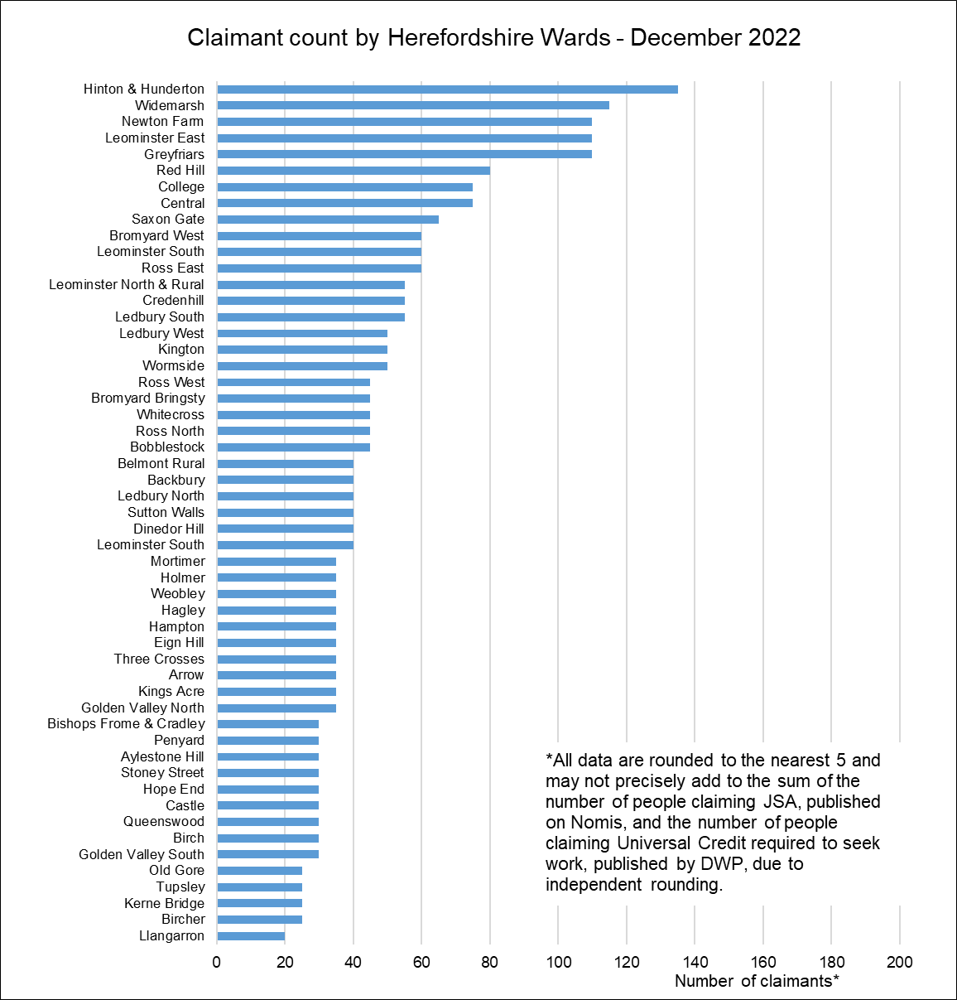 Claimant count by Herefordshire Wards - December 2022
Hinton & Hunderton
Widemarsh
Newton Farm
Leominster East
Greyfriars
Red Hill
College
Central
Saxon Gate
Bromyard West
Leominster South
Ross East
Leominster North & Rural
Credenhill
Ledbury South
Ledbury West
Kington
Wormside
Ross West
Bromyard Bringsty
Whitecross
Ross North
Bobblestock
Belmont Rural
Backbury
Ledbury North
Sutton Walls
Dinedor Hill
Leominster South
Mortimer
Holmer
Weobley
Hagley
Hampton
Eign Hill
Three Crosses
Arrow
Kings Acre
Golden Valley North
Bishops Frome & Cradley
Penyard
Aylestone Hill
Stoney Street
Hope End
Castle
Queenswood
Birch
Golden Valley South
Old Gore
Tupsley
Kerne Bridge
Bircher
Llangarron
*All data are rounded to the nearest 5 and
may not precisely add to the sum of the
number of people claiming JSA, published
on Nomis, and the number of people
claiming Universal Credit required to seek
work, published by DWP, due to
independent rounding.
0 20 40 60 80 100 120 140 160 180 200
Number of claimants*